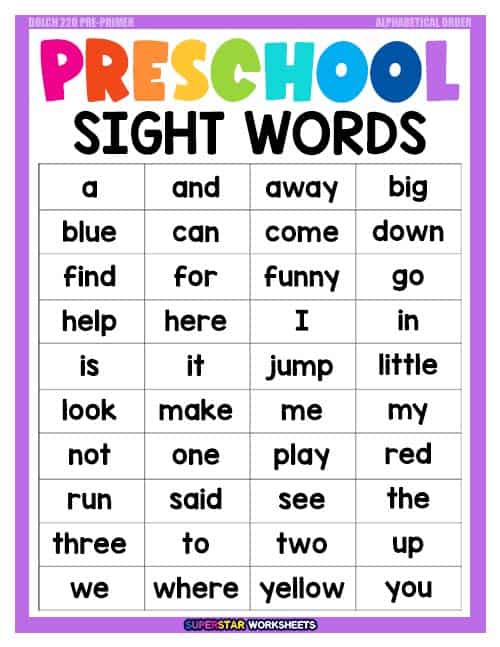 DOLCH 220 PRE-PRIMER ALPHABETICAL ORDER
PRESCHOOL
SIGHT WORDS
a and away big
blue can come down
find for funny go
help here I in
is it jump little
look make me my
not one play red
run said see the
three to two up
we where yellow you
SUPERSTAR WORKSHEETS